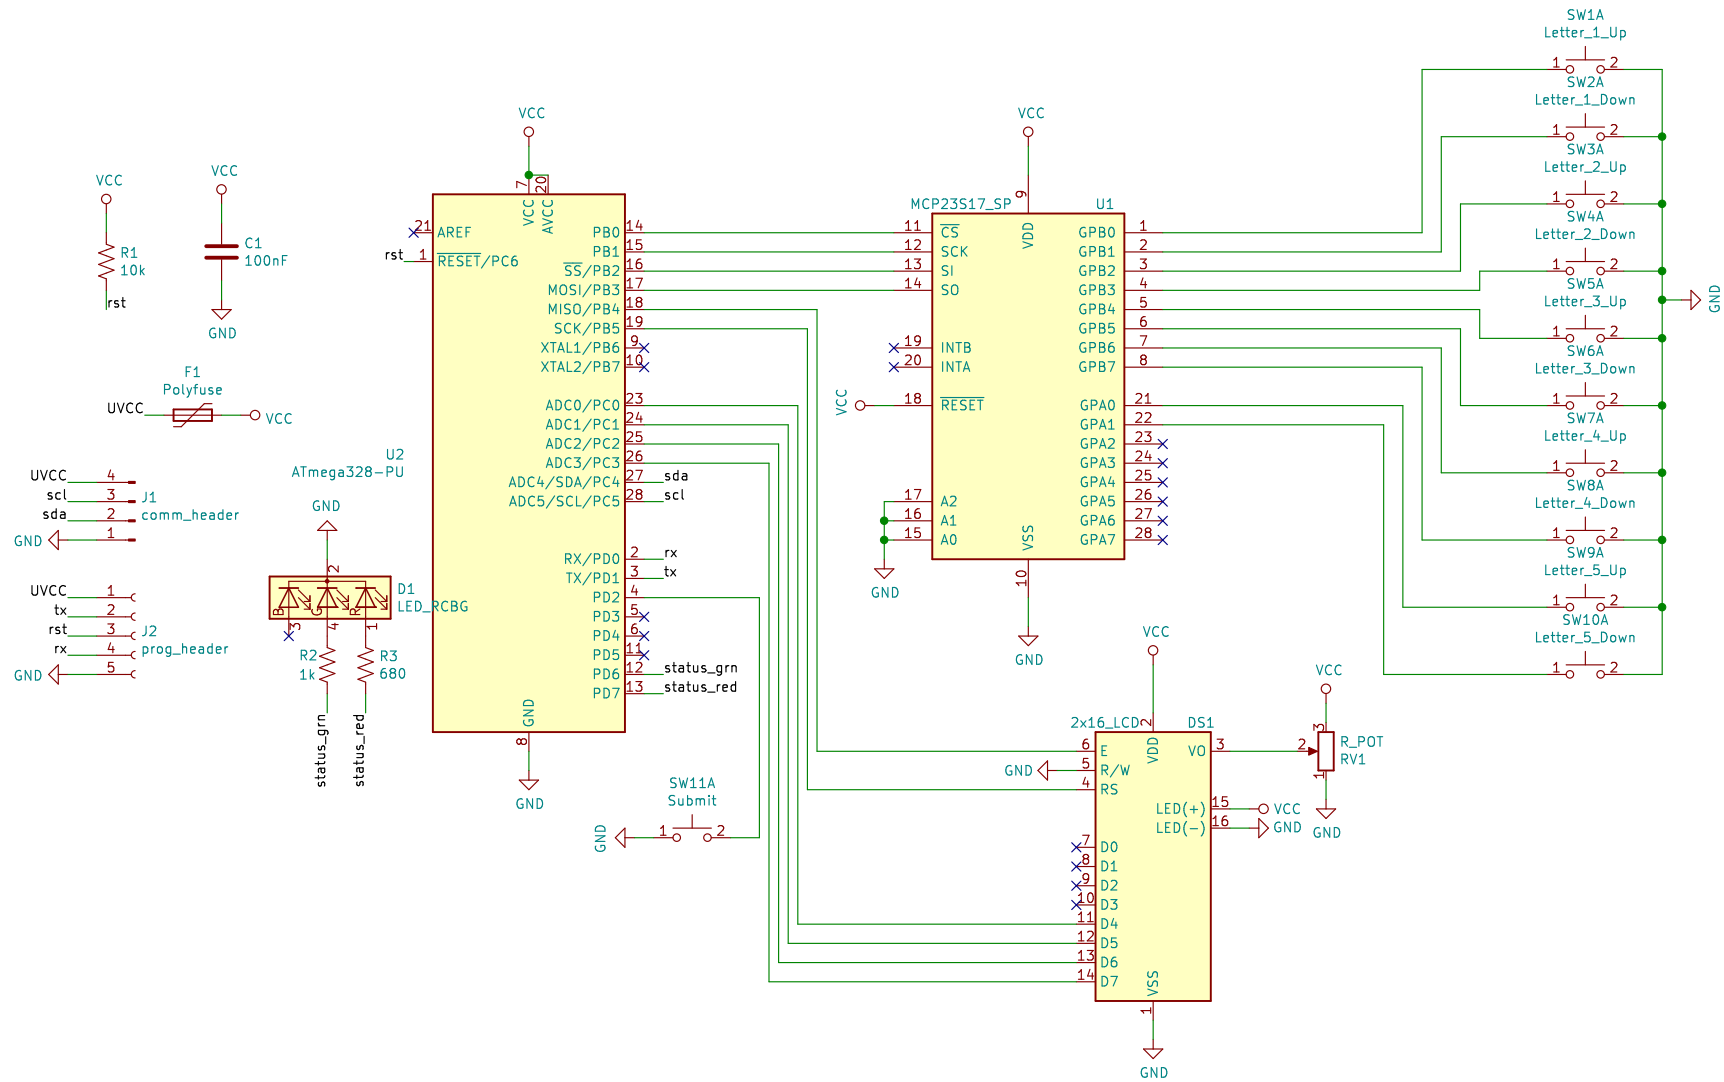 SW1A
Letter_1_Up
1 2
SW2A
Letter_1_Down
1 2
SW3A
Letter_2_Up
1 2
SW4A
Letter_2_Down
1 2
SW5A
Letter_3_Up
1 2
SW6A
Letter_3_Down
1 2
SW7A
Letter_4_Up
1 2
SW8A
Letter_4_Down
1 2
SW9A
Letter_5_Up
1 2
SW10A
Letter_5_Down
1 2
GND
VCC
R1
10k
rst
VCC
C1
100nF
GND
F1
Polyfuse
UVCC
VCC
UVCC 4
scl 3
sda 2
GND 1
J1
comm_header
UVCC 1
tx 2
rst 3
rx 4
GND 5
J2
prog_header
GND
2
B G R
3 4 1
D1
LED_RCBG
R2
1k
R3
680
status_grn
status_red
VCC
7 20
VCC AVCC
21 AREF
rst 1 RESET/PC6
U2
ATmega328-PU
PB0 14
PB1 15
SS/PB2 16
MOSI/PB3 17
MISO/PB4 18
SCK/PB5 19
XTAL1/PB6 9
XTAL2/PB7 10
ADC0/PC0 23
ADC1/PC1 24
ADC2/PC2 25
ADC3/PC3 26
ADC4/SDA/PC4 27 sda
ADC5/SCL/PC5 28 scl
RX/PD0 2 rx
TX/PD1 3 tx
PD2 4
PD3 5
PD4 6
PD5 11
PD6 12 status_grn
PD7 13 status_red
GND
8
GND
SW11A
Submit
GND 1 2
VCC
9
MCP23S17_SP U1
VDD
11 CS
12 SCK
13 SI
14 SO
19 INTB
20 INTA
VCC 18 RESET
17 A2
16 A1
15 A0
GND
GPB0 1
GPB1 2
GPB2 3
GPB3 4
GPB4 5
GPB5 6
GPB6 7
GPB7 8
GPA0 21
GPA1 22
GPA2 23
GPA3 24
GPA4 25
GPA5 26
GPA6 27
GPA7 28
VSS
10
GND
VCC
2
2x16_LCD DS1
VDD
6 E
GND 5 R/W
4 RS
7 D0
8 D1
9 D2
10 D3
11 D4
12 D5
13 D6
14 D7
VO 3
LED(+) 15 VCC
LED(-) 16 GND
VSS
1
GND
VCC
3
2
1
R_POT
RV1
GND